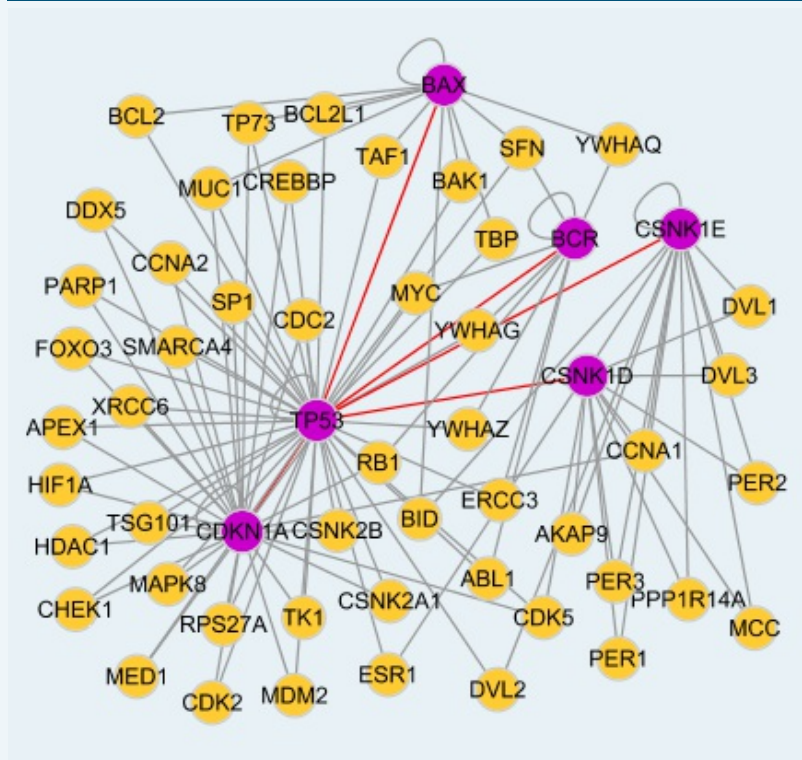 BAX
BCL2
TP73
BCL2L1
TAF1
SFN
YWHAQ
MUC1
CREBBP
BAK1
DDX5
TBP
BCR
CSNK1E
CCNA2
PARP1
SP1
MYC
DVL1
CDC2
YWHAG
FOXO3
SMARCA4
CSNK1D
DVL3
XRCC6
APEX1
TP53
YWHAZ
RB1
CCNA1
HIF1A
PER2
ERCC3
TSG101
CDKN1A
CSNK2B
BID
AKAP9
HDAC1
MAPK8
ABL1
PER3
CHEK1
RPS27A
TK1
CSNK2A1
CDK5
PPP1R14A
MCC
PER1
MED1
CDK2
MDM2
ESR1
DVL2